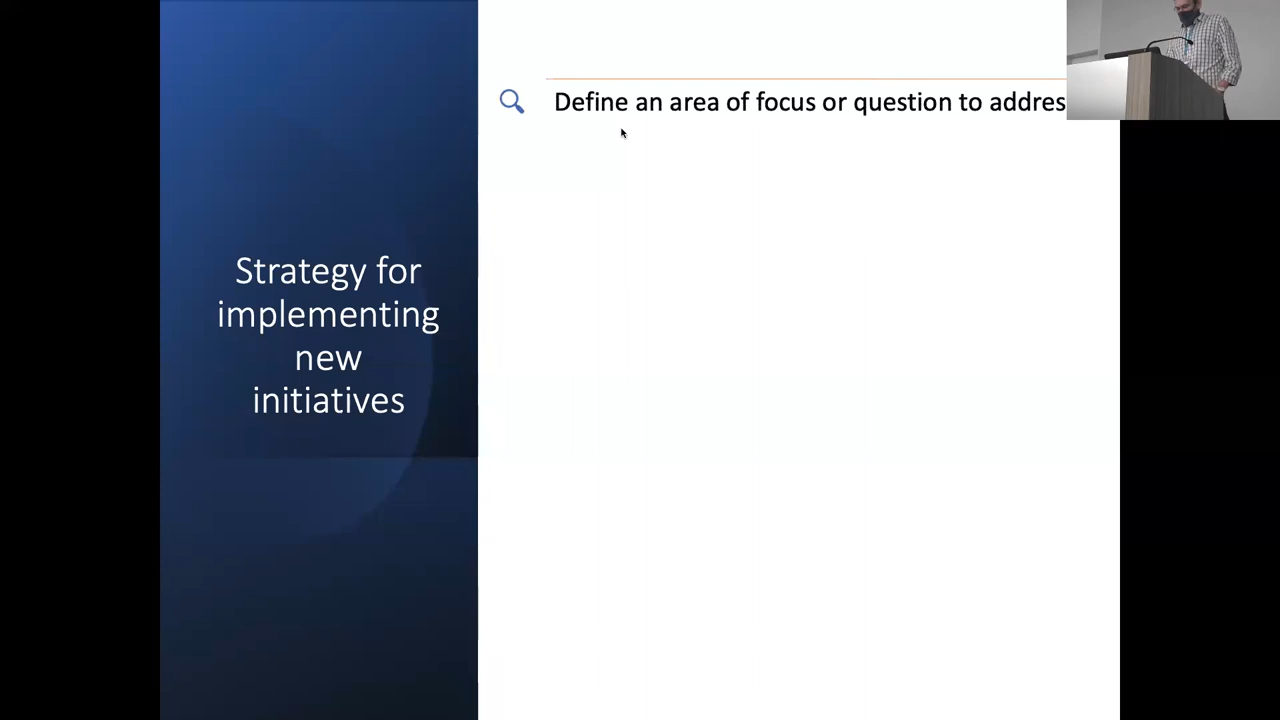 Strategy for
implementing
new
initiatives
Define an area of focus or question to addres